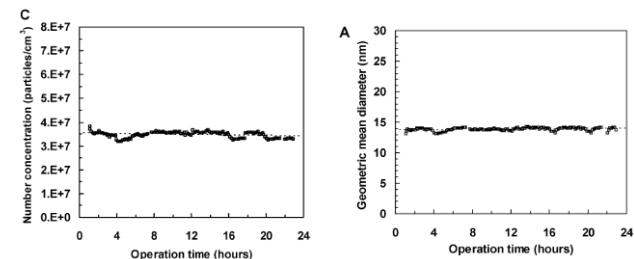 C
Number concentration (particles/cm³)
8.E+7
7.E+7
6.E+7
5.E+7
4.E+7
3.E+7
2.E+7
1.E+7
0.E+0
0 4 8 12 16 20 24
Operation time (hours)
A
Geometric mean diameter (nm)
30
25
20
15
10
5
0
0 4 8 12 16 20 24
Operation time (hours)